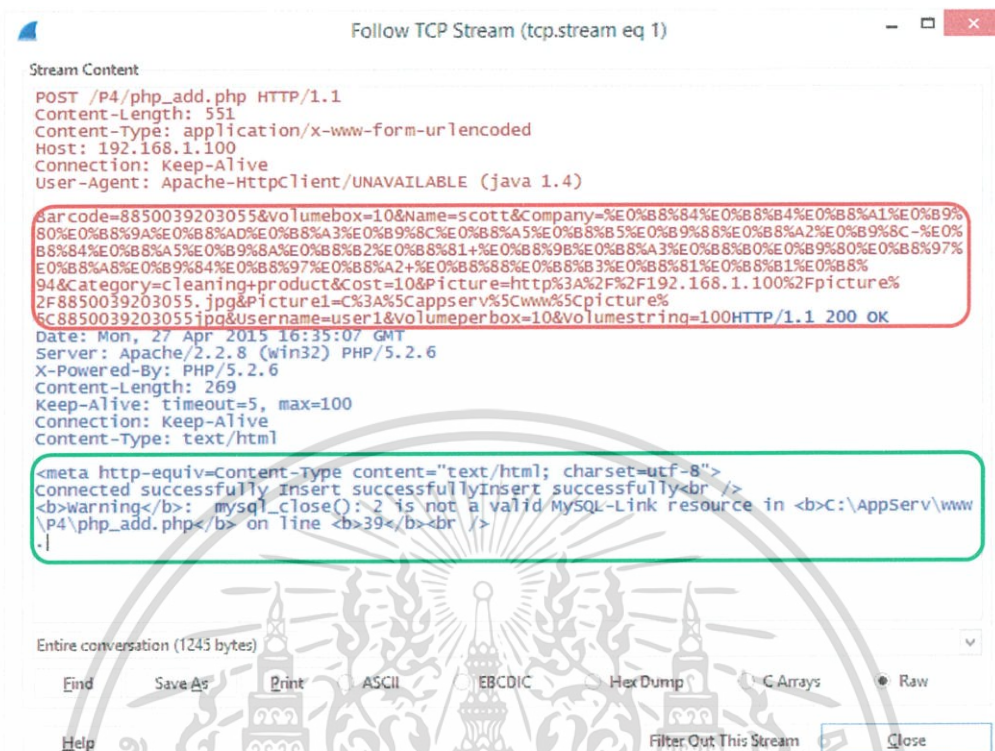 Follow TCP Stream (tcp.stream eq 1)
Stream Content
POST /P4/php_add.php HTTP/1.1
Content-Length: 551
Content-Type: application/x-www-form-urlencoded
Host: 192.168.1.100
Connection: Keep-Alive
User-Agent: Apache-HttpClient/UNAVAILABLE (java 1.4)
Barcode=8850039203055&volumebox=10&Name=scott&Company=%E0%B8%84%E0%B8%B4%E0%B8%A1%E0%B9%
80%E0%B8%9A%E0%B8%AD%E0%B8%A3%E0%B9%8C%E0%B8%A5%E0%B8%B5%E0%B9%88%E0%B8%A2%E0%B9%8C-%E0%
B8%84%E0%B8%A5%E0%B9%8A%E0%B8%B2%E0%B8%81+%E0%B8%9B%E0%B8%A3%E0%B8%B0%E0%B9%80%E0%B8%97%
E0%B8%A8%E0%B9%84%E0%B8%97%E0%B8%A2+%E0%B8%88%E0%B8%B3%E0%B8%81%E0%B8%B1%E0%B8%
94&Category=cleaning+product&Cost=10&Picture=http%3A%2F%2F192.168.1.100%2Fpicture%
2F8850039203055.jpg&Picture1=C%3A%5Cappserv%5Cwww%5Cpicture%
5C8850039203055jpg&Username=user1&volumeperbox=10&volumestring=100HTTP/1.1 200 OK
Date: Mon, 27 Apr 2015 16:35:07 GMT
Server: Apache/2.2.8 (Win32) PHP/5.2.6
X-Powered-By: PHP/5.2.6
Content-Length: 269
Keep-Alive: timeout=5, max=100
Connection: Keep-Alive
Content-Type: text/html
<meta http-equiv=Content-Type content="text/html; charset=utf-8">
Connected successfully Insert successfullyInsert successfully<br />
<b>Warning</b>:  mysql_close(): 2 is not a valid MySQL-Link resource in <b>C:\AppServ\www
\P4\php_add.php</b> on line <b>39</b><br />
.
Entire conversation (1245 bytes)
Find Save As Print ASCII EBCDIC Hex Dump C Arrays Raw
Help Filter Out This Stream Close